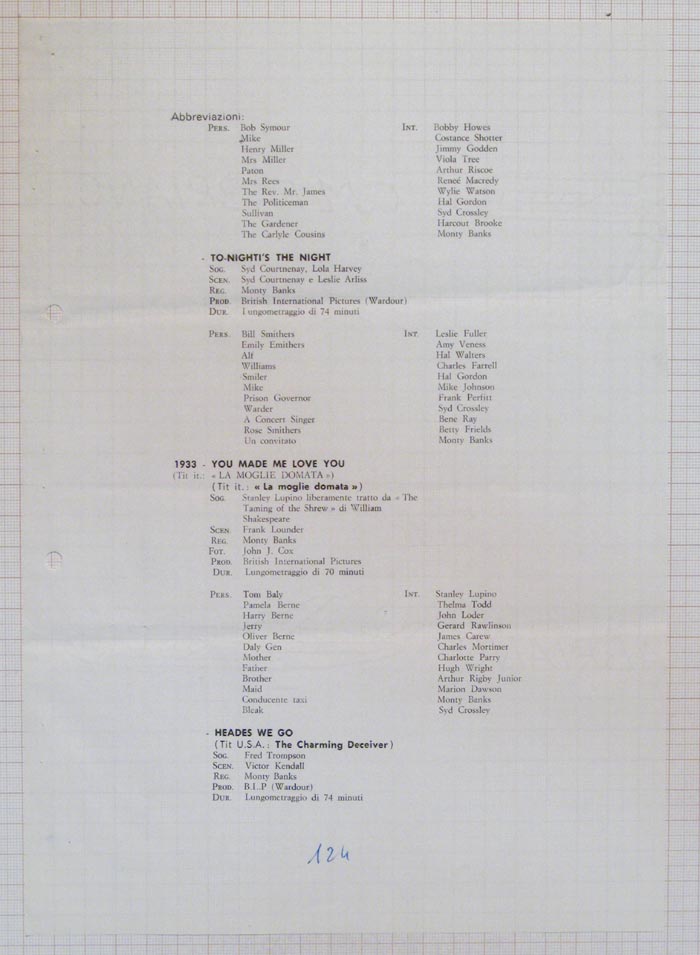 Abbreviazioni:
PERS. Bob Symour INT. Bobby Howes
Mike Costance Shotter
Henry Miller Jimmy Godden
Mrs Miller Viola Tree
Paton Arthur Riscoe
Mrs Rees Reneé Macredy
The Rev. Mr. James Wylie Watson
The Politiceman Hal Gordon
Sullivan Syd Crossley
The Gardener Harcout Brooke
The Carlyle Cousins Monty Banks
- TO-NIGHTI'S THE NIGHT
SOG. Syd Courtnenay, Lola Harvey
SCEN. Syd Courtnenay e Leslie Arliss
REG. Monty Banks
PROD. British International Pictures (Wardour)
DUR. Lungometraggio di 74 minuti
PERS. Bill Smithers INT. Leslie Fuller
Emily Emithers Amy Veness
Alf Hal Walters
Williams Charles Farrell
Smiler Hal Gordon
Mike Mike Johnson
Prison Governor Frank Perfitt
Warder Syd Crossley
A Concert Singer Bene Ray
Rose Smithers Betty Frields
Un convitato Monty Banks
1933 - YOU MADE ME LOVE YOU
(Tit it.: « LA MOGLIE DOMATA »)
(Tit it.: « La moglie domata »)
SOG. Stanley Lupino liberamente tratto da « The
Taming of the Shrew » di William
Shakespeare
SCEN. Frank Lounder
REG. Monty Banks
FOT. John J. Cox
PROD. British International Pictures
DUR. Lungometraggio di 70 minuti
PERS. Tom Baly INT. Stanley Lupino
Pamela Berne Thelma Todd
Harry Berne John Loder
Jerry Gerard Rawlinson
Oliver Berne James Carew
Daly Gen Charles Mortimer
Mother Charlotte Parry
Father Hugh Wright
Brother Arthur Rigby Junior
Maid Marion Dawson
Conducente taxi Monty Banks
Bleak Syd Crossley
- HEADES WE GO
(Tit U.S.A.: The Charming Deceiver)
SOG. Fred Trompson
SCEN. Victor Kendall
REG. Monty Banks
PROD. B.I..P (Wardour)
DUR. Lungometraggio di 74 minuti
124